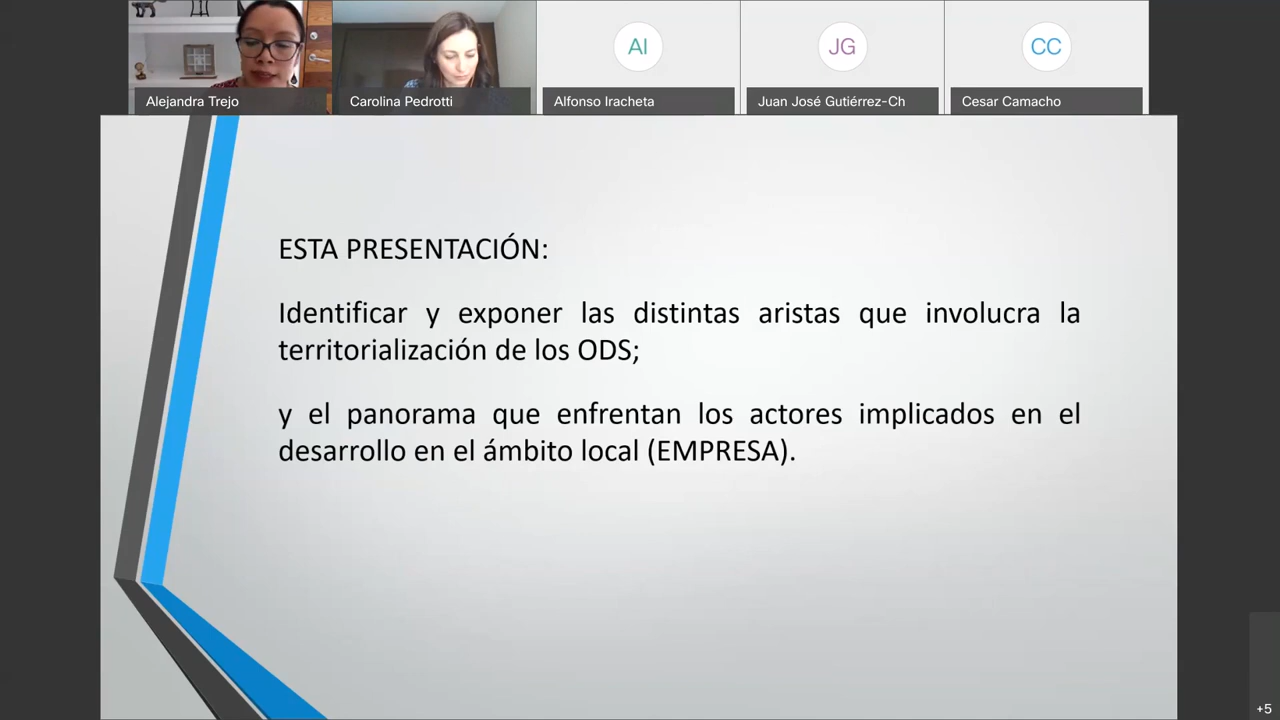 Alejandra Trejo
Carolina Pedrotti
AI
Alfonso Iracheta
JG
Juan José Gutiérrez-Ch
CC
Cesar Camacho
ESTA PRESENTACIÓN:
Identificar y exponer las distintas aristas que involucra la
territorialización de los ODS;
y el panorama que enfrentan los actores implicados en el
desarrollo en el ámbito local (EMPRESA).
+5